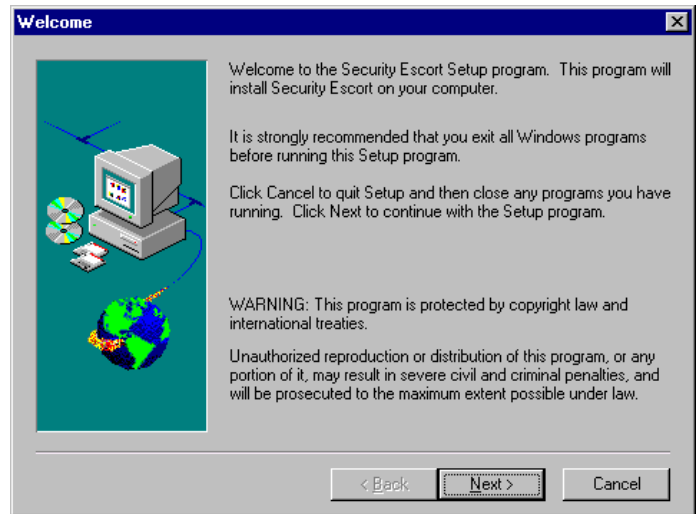 Welcome
Welcome to the Security Escort Setup program.  This program will
install Security Escort on your computer.
It is strongly recommended that you exit all Windows programs
before running this Setup program.
Click Cancel to quit Setup and then close any programs you have
running.  Click Next to continue with the Setup program.
WARNING: This program is protected by copyright law and
international treaties.
Unauthorized reproduction or distribution of this program, or any
portion of it, may result in severe civil and criminal penalties, and
will be prosecuted to the maximum extent possible under law.
< Back
Next >
Cancel